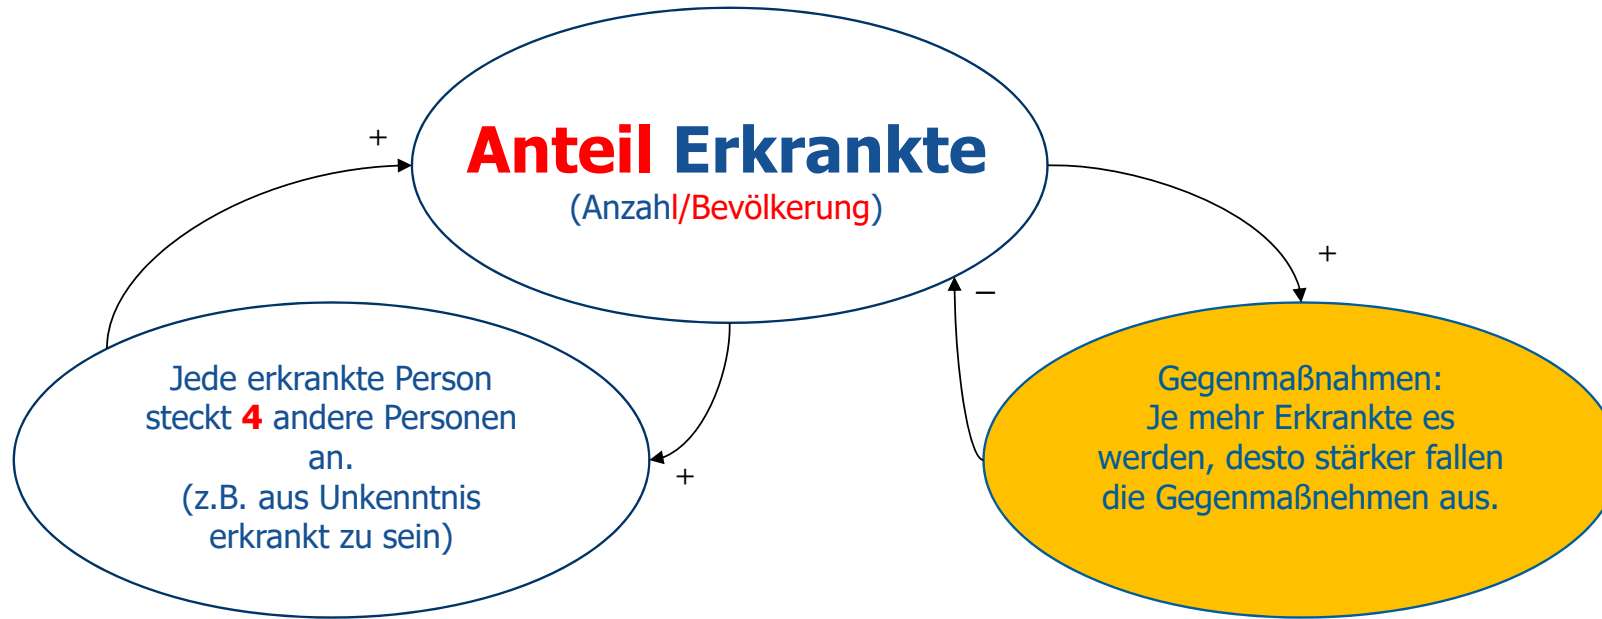 +
Anteil Erkrankte
(Anzahl/Bevölkerung)
+
–
Jede erkrankte Person
steckt 4 andere Personen
an.
(z.B. aus Unkenntnis
erkrankt zu sein)
+
Gegenmaßnahmen:
Je mehr Erkrankte es
werden, desto stärker fallen
die Gegenmaßnehmen aus.